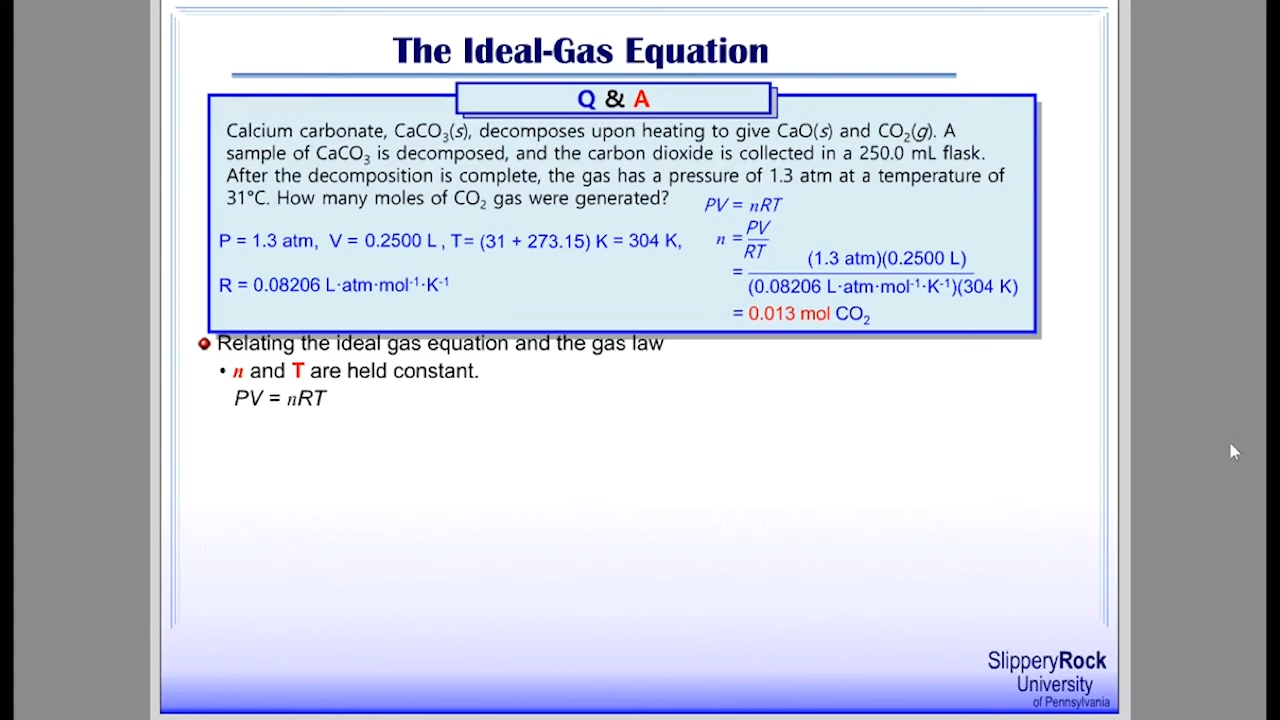 The Ideal-Gas Equation
Q & A
Calcium carbonate, CaCO₃(s), decomposes upon heating to give CaO(s) and CO₂(g). A
sample of CaCO₃ is decomposed, and the carbon dioxide is collected in a 250.0 mL flask.
After the decomposition is complete, the gas has a pressure of 1.3 atm at a temperature of
31°C. How many moles of CO₂ gas were generated?
PV = nRT
P = 1.3 atm, V = 0.2500 L , T= (31 + 273.15) K = 304 K,
n = PV
RT
R = 0.08206 L·atm·mol⁻¹·K⁻¹
= (1.3 atm)(0.2500 L)
(0.08206 L·atm·mol⁻¹·K⁻¹)(304 K)
= 0.013 mol CO₂
Relating the ideal gas equation and the gas law
• n and T are held constant.
PV = nRT
SlipperyRock
University
of Pennsylvania